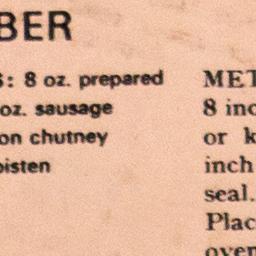 BER
: 8 oz. prepared
oz. sausage
on chutney
oisten
MET
8 inc
or k
inch
seal.
Plac
oven